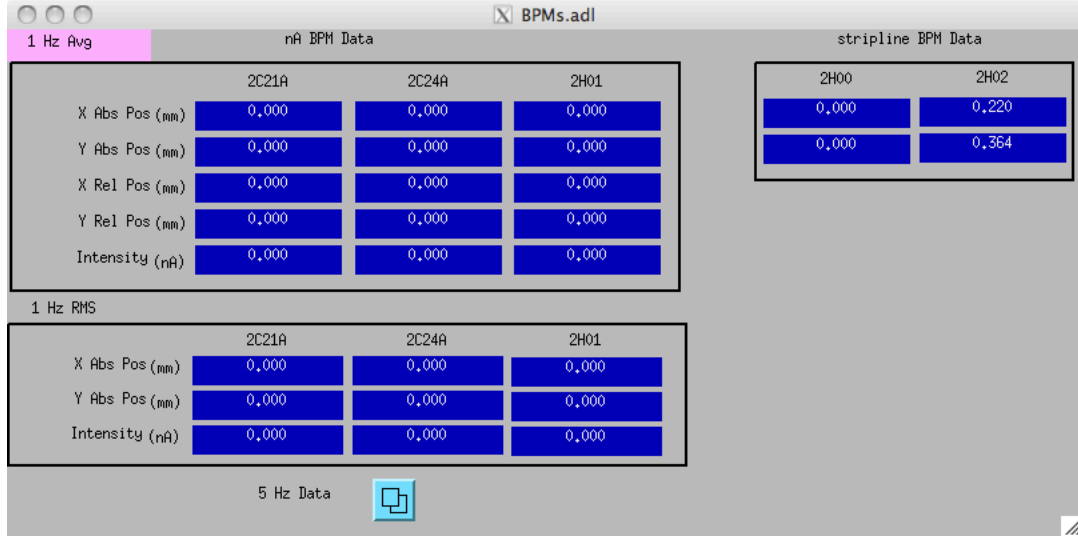 BPMs.adl
1 Hz Avg nA BPM Data stripline BPM Data
2C21A 2C24A 2H01 2H00 2H02
X Abs Pos (mm) 0.000 0.000 0.000 0.000 0.220
Y Abs Pos (mm) 0.000 0.000 0.000 0.000 0.364
X Rel Pos (mm) 0.000 0.000 0.000
Y Rel Pos (mm) 0.000 0.000 0.000
Intensity (nA) 0.000 0.000 0.000
1 Hz RMS
2C21A 2C24A 2H01
X Abs Pos (mm) 0.000 0.000 0.000
Y Abs Pos (mm) 0.000 0.000 0.000
Intensity (nA) 0.000 0.000 0.000
5 Hz Data